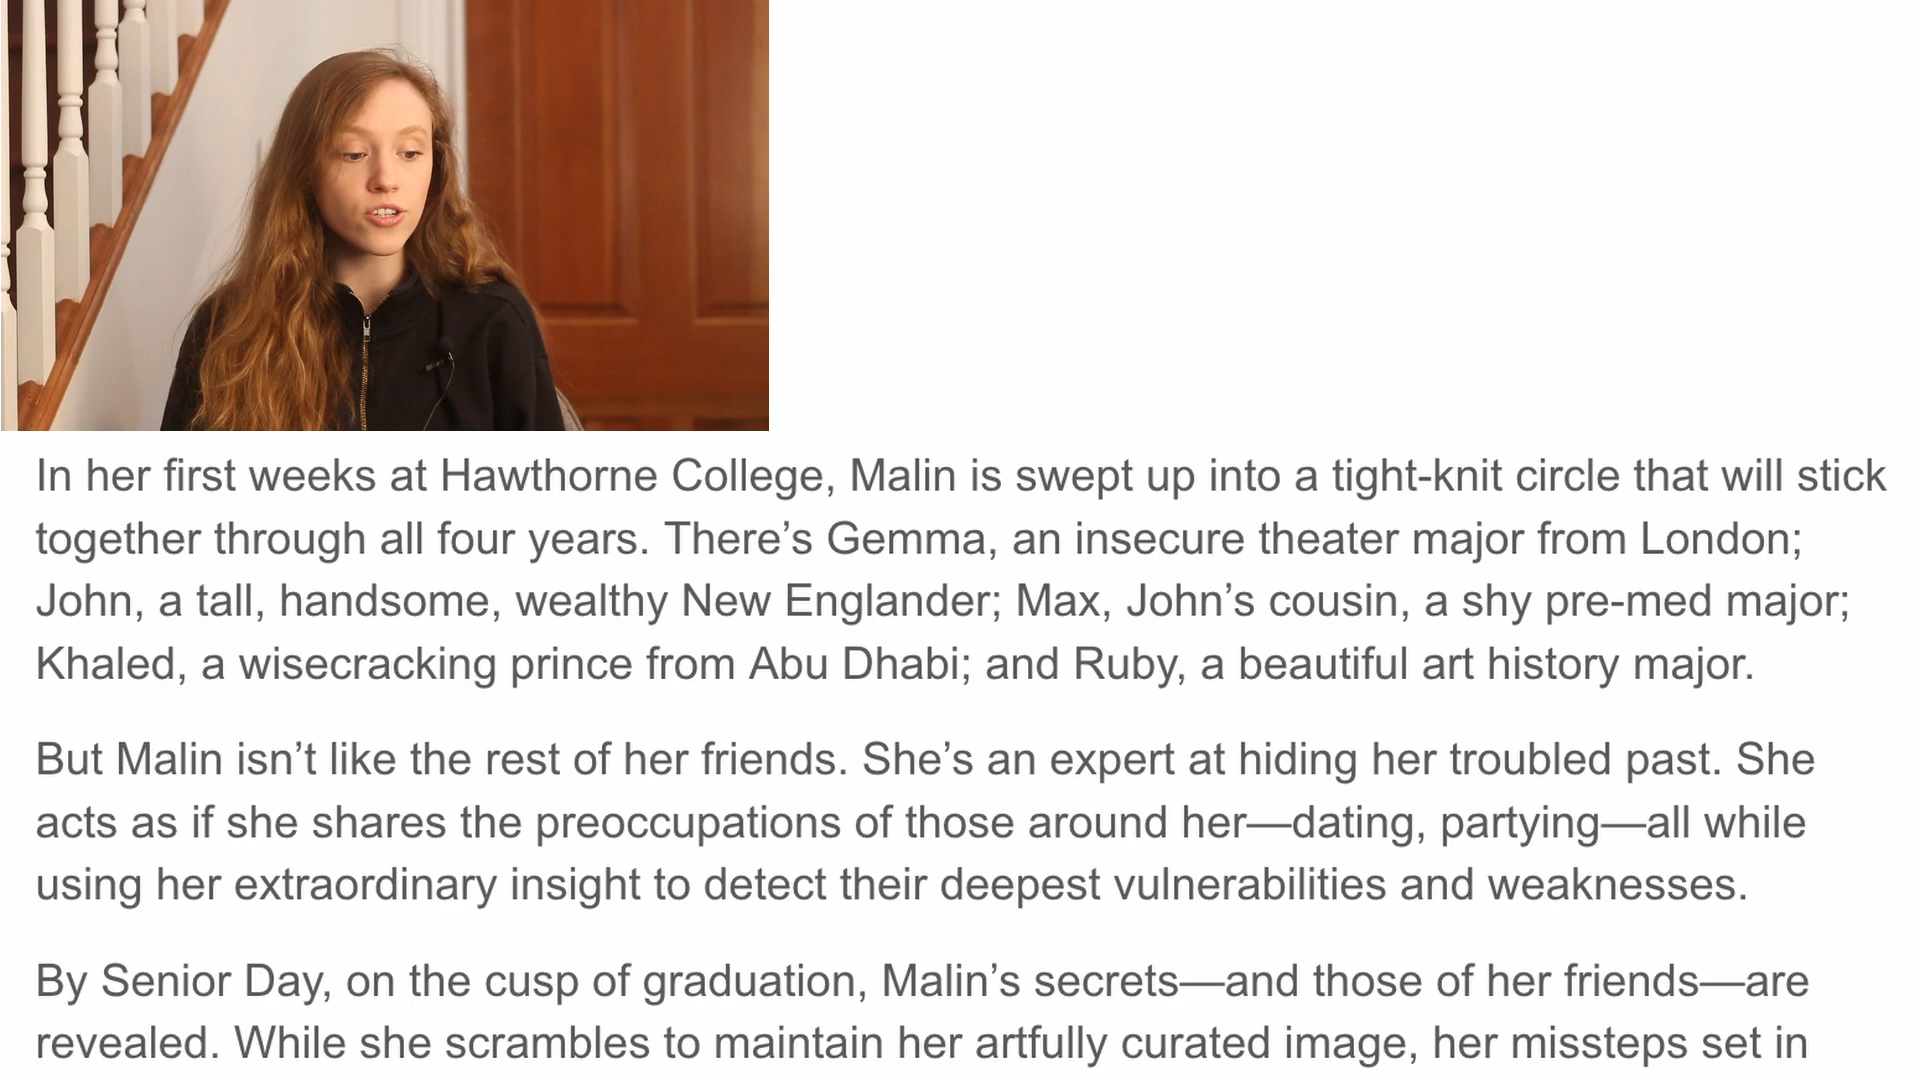 In her first weeks at Hawthorne College, Malin is swept up into a tight-knit circle that will stick
together through all four years. There’s Gemma, an insecure theater major from London;
John, a tall, handsome, wealthy New Englander; Max, John’s cousin, a shy pre-med major;
Khaled, a wisecracking prince from Abu Dhabi; and Ruby, a beautiful art history major.
But Malin isn’t like the rest of her friends. She’s an expert at hiding her troubled past. She
acts as if she shares the preoccupations of those around her—dating, partying—all while
using her extraordinary insight to detect their deepest vulnerabilities and weaknesses.
By Senior Day, on the cusp of graduation, Malin’s secrets—and those of her friends—are
revealed. While she scrambles to maintain her artfully curated image, her missteps set in